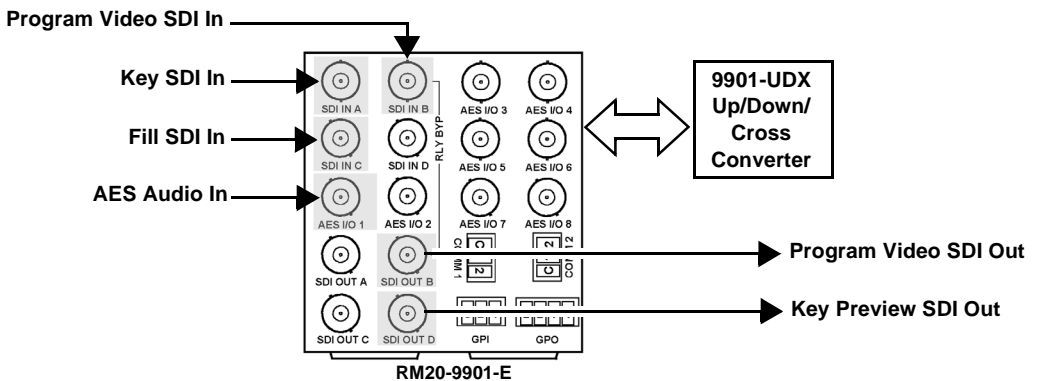 Program Video SDI In
Key SDI In
Fill SDI In
AES Audio In
SDI IN A
SDI IN B
AES I/O 3
AES I/O 4
SDI IN C
SDI IN D
RLY BYP
AES I/O 5
AES I/O 6
AES I/O 1
AES I/O 2
AES I/O 7
AES I/O 8
SDI OUT A
SDI OUT B
C
2
2
C
SDI OUT C
SDI OUT D
GPI
GPO
RM20-9901-E
9901-UDX
Up/Down/
Cross
Converter
Program Video SDI Out
Key Preview SDI Out